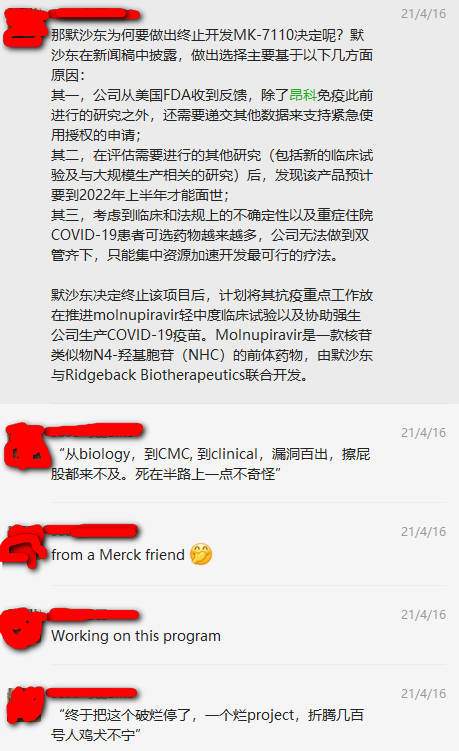 21/4/16
那默沙东为何要做出终止开发MK-7110决定呢？默
沙东在新闻稿中披露，做出选择主要基于以下几方面
原因：
其一，公司从美国FDA收到反馈，除了昂科免疫此前
进行的研究之外，还需要递交其他数据来支持紧急使
用授权的申请；
其二，在评估需要进行的其他研究（包括新的临床试
验及与大规模生产相关的研究）后，发现该产品预计
要到2022年上半年才能面世；
其三，考虑到临床和法规上的不确定性以及重症住院
COVID-19患者可选药物越来越多，公司无法做到双
管齐下，只能集中资源加速开发最可行的疗法。
默沙东决定终止该项目后，计划将其抗疫重点工作放
在推进molnupiravir轻中度临床试验以及协助强生
公司生产COVID-19疫苗。Molnupiravir是一款核苷
类似物N4-羟基胞苷（NHC）的前体药物，由默沙东
与Ridgeback Biotherapeutics联合开发。
21/4/16
“从biology，到CMC, 到clinical，漏洞百出，擦屁
股都来不及。死在半路上一点不奇怪”
21/4/16
from a Merck friend 🤭
21/4/16
Working on this program
21/4/16
“终于把这个破烂停了，一个烂project，折腾几百
号人鸡犬不宁”